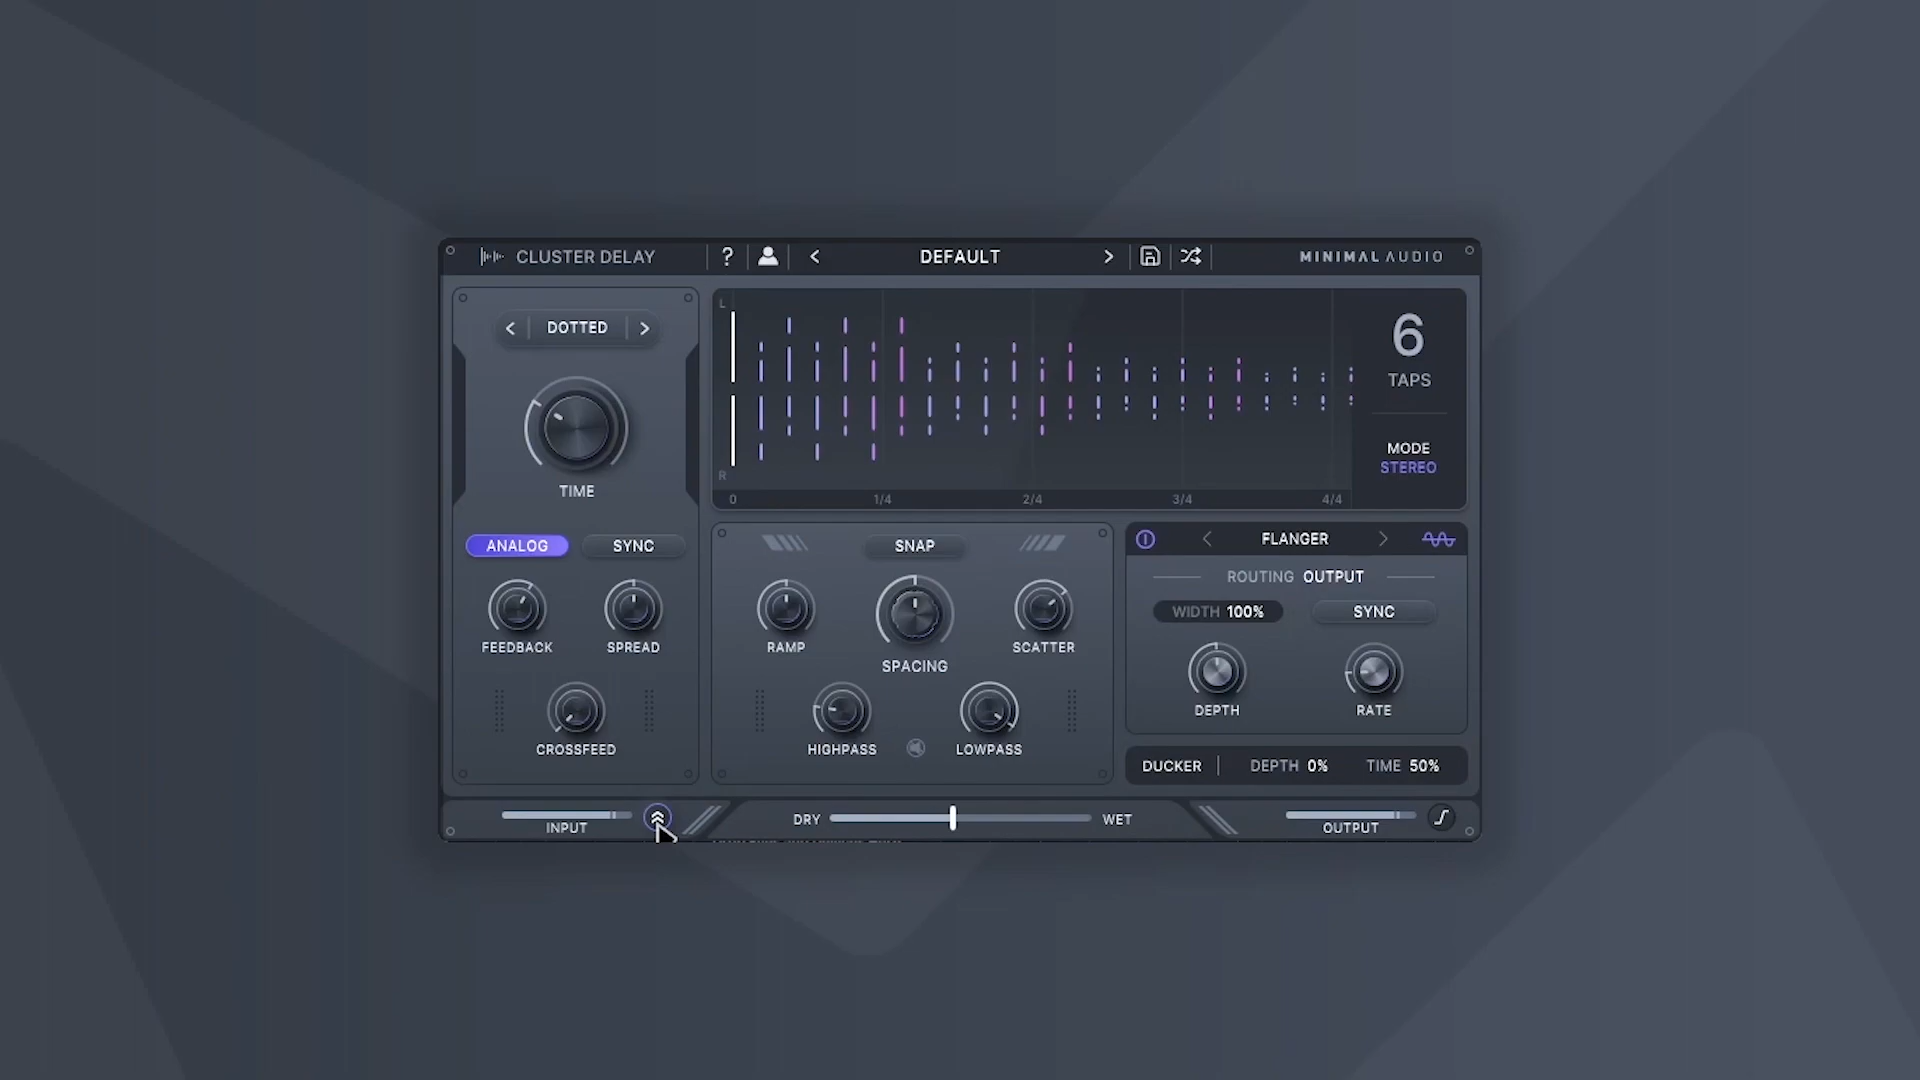 CLUSTER DELAY ? DEFAULT MINIMAL AUDIO
DOTTED
TIME
ANALOG SYNC
FEEDBACK SPREAD
CROSSFEED
L
R
0 1/4 2/4 3/4 4/4
6
TAPS
MODE
STEREO
SNAP
RAMP SPACING SCATTER
HIGHPASS LOWPASS
FLANGER
ROUTING OUTPUT
WIDTH 100% SYNC
DEPTH RATE
DUCKER DEPTH 0% TIME 50%
INPUT DRY WET OUTPUT